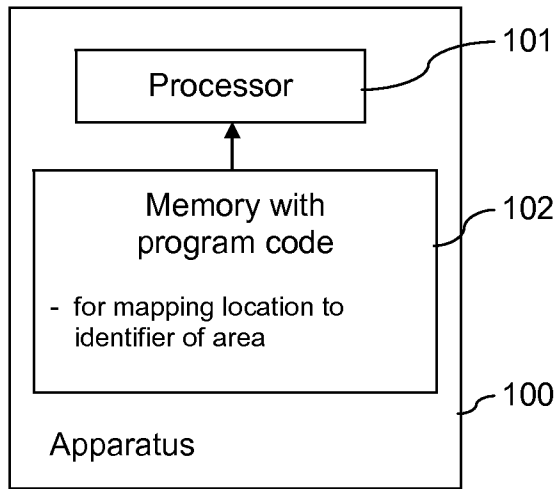 101
Processor
102
Memory with
program code
- for mapping location to
identifier of area
100
Apparatus